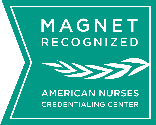 MAGNET
RECOGNIZED
AMERICAN NURSES
CREDENTIALING CENTER